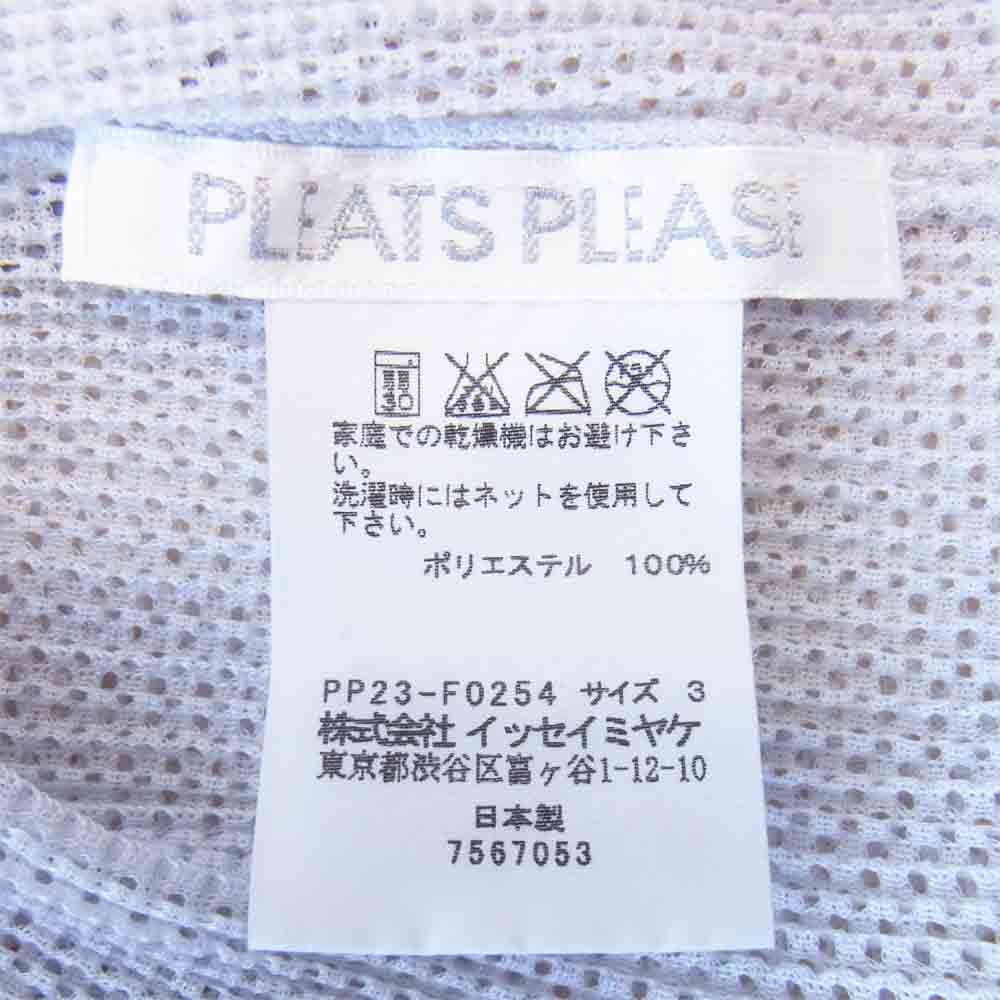 PLEATS PLEASE
30
家庭での乾燥機はお避け下さ
い。
洗濯時にはネットを使用して
下さい。
ポリエステル 100%
PP23-F0254 サイズ 3
株式会社 イッセイミヤケ
東京都渋谷区富ヶ谷1-12-10
日本製
7567053